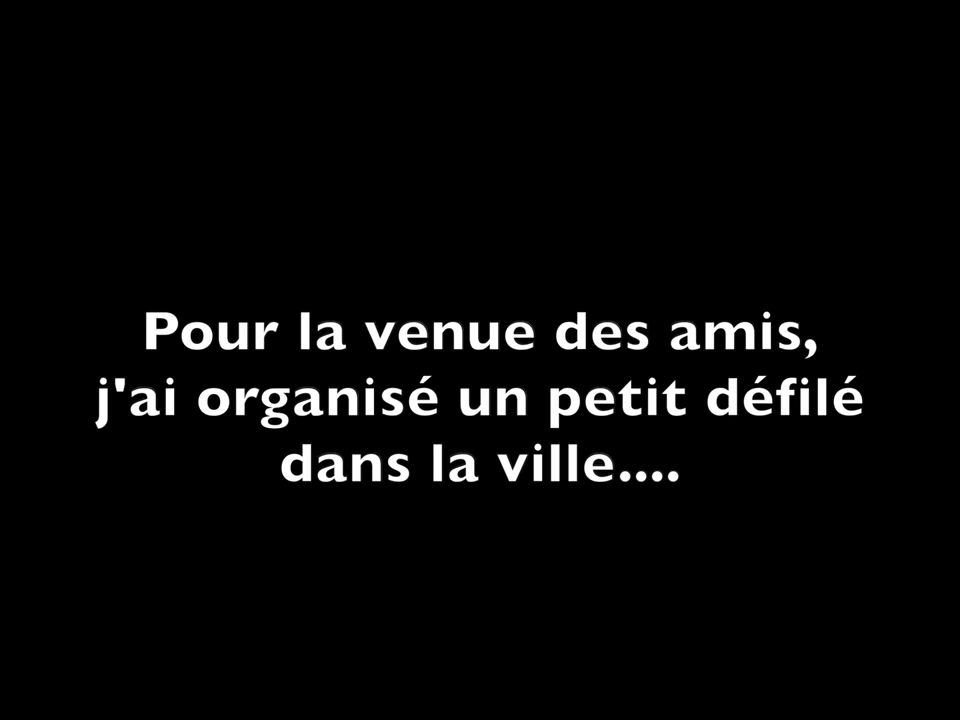 Pour la venue des amis,
j'ai organisé un petit défilé
dans la ville....